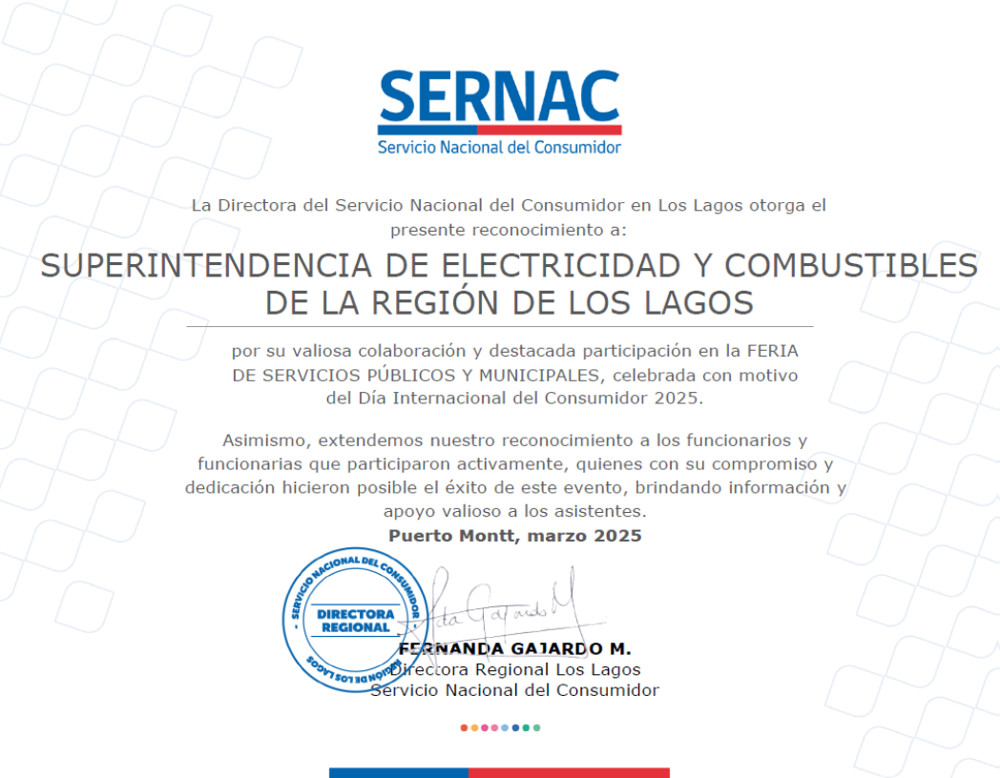 SERNAC
Servicio Nacional del Consumidor
La Directora del Servicio Nacional del Consumidor en Los Lagos otorga el
presente reconocimiento a:
SUPERINTENDENCIA DE ELECTRICIDAD Y COMBUSTIBLES
DE LA REGIÓN DE LOS LAGOS
por su valiosa colaboración y destacada participación en la FERIA
DE SERVICIOS PÚBLICOS Y MUNICIPALES, celebrada con motivo
del Día Internacional del Consumidor 2025.
Asimismo, extendemos nuestro reconocimiento a los funcionarios y
funcionarias que participaron activamente, quienes con su compromiso y
dedicación hicieron posible el éxito de este evento, brindando información y
apoyo valioso a los asistentes.
Puerto Montt, marzo 2025
- SERVICIO NACIONAL DEL CONSUMIDOR -
DIRECTORA
REGIONAL
REGIÓN DE LOS LAGOS
Fda Gajardo M
FERNANDA GAJARDO M.
Directora Regional Los Lagos
Servicio Nacional del Consumidor